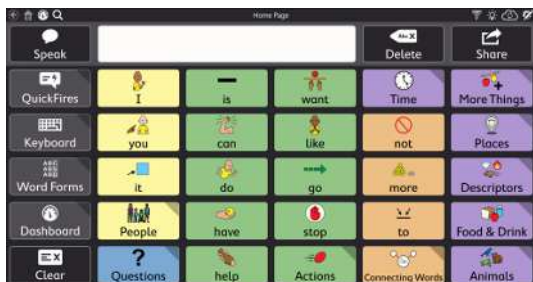 Home Page
Speak
Delete
Share
QuickFires
I
is
want
Time
More Things
Keyboard
you
can
like
not
Places
Word Forms
it
do
go
more
Descriptors
Dashboard
People
have
stop
to
Food & Drink
Clear
Questions
help
Actions
Connecting Words
Animals